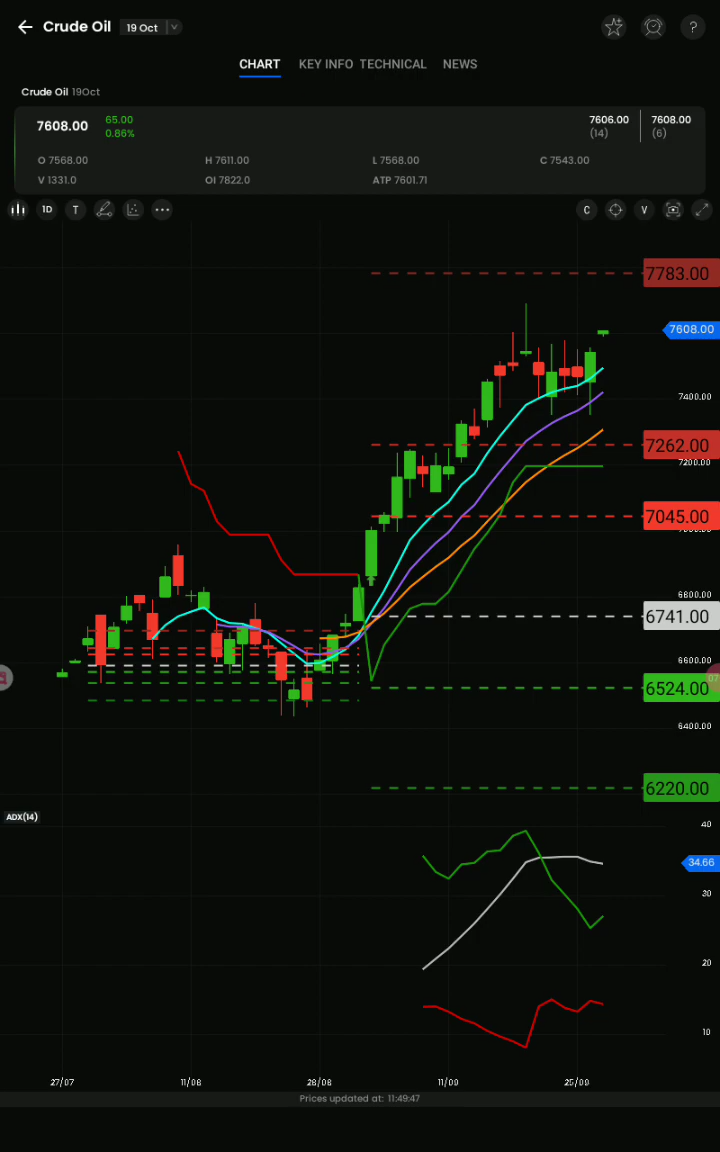 Crude Oil 19 Oct
?
CHART KEY INFO TECHNICAL NEWS
Crude Oil 19Oct
7608.00 65.00 0.86% 7606.00 (14) 7608.00 (6)
O 7568.00 H 7611.00 L 7568.00 C 7543.00
V 1331.0 OI 7822.0 ATP 7601.71
1D T C V
7783.00
7608.00
7400.00
7262.00
7200.00
7045.00
6800.00
6741.00
6600.00
6524.00
6400.00
6220.00
ADX(14)
40
34.66
30
20
10
27/07 11/08 28/08 11/09 25/09
Prices updated at: 11:49:47